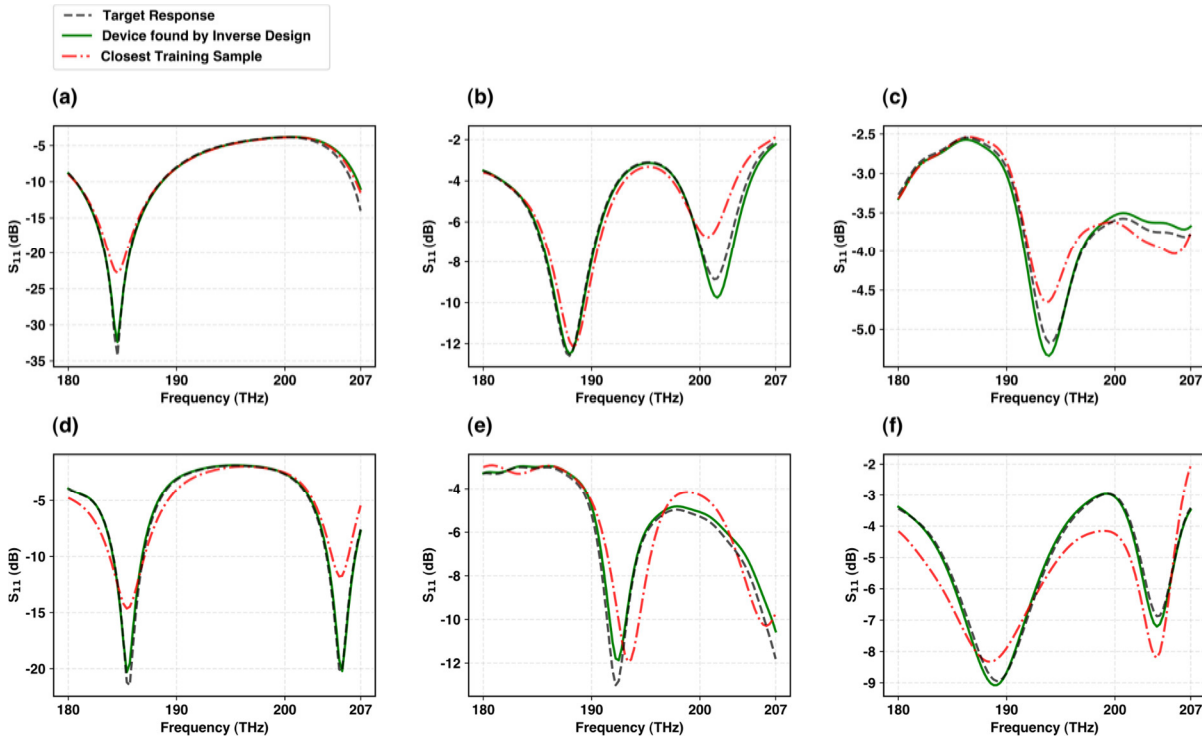 Target Response
Device found by Inverse Design
Closest Training Sample
(a)
-5
-10
-15
-20
-25
-30
-35
S11 (dB)
180 190 200 207
Frequency (THz)
(b)
-2
-4
-6
-8
-10
-12
S11 (dB)
180 190 200 207
Frequency (THz)
(c)
-2.5
-3.0
-3.5
-4.0
-4.5
-5.0
S11 (dB)
180 190 200 207
Frequency (THz)
(d)
-5
-10
-15
-20
S11 (dB)
180 190 200 207
Frequency (THz)
(e)
-4
-6
-8
-10
-12
S11 (dB)
180 190 200 207
Frequency (THz)
(f)
-2
-3
-4
-5
-6
-7
-8
-9
S11 (dB)
180 190 200 207
Frequency (THz)